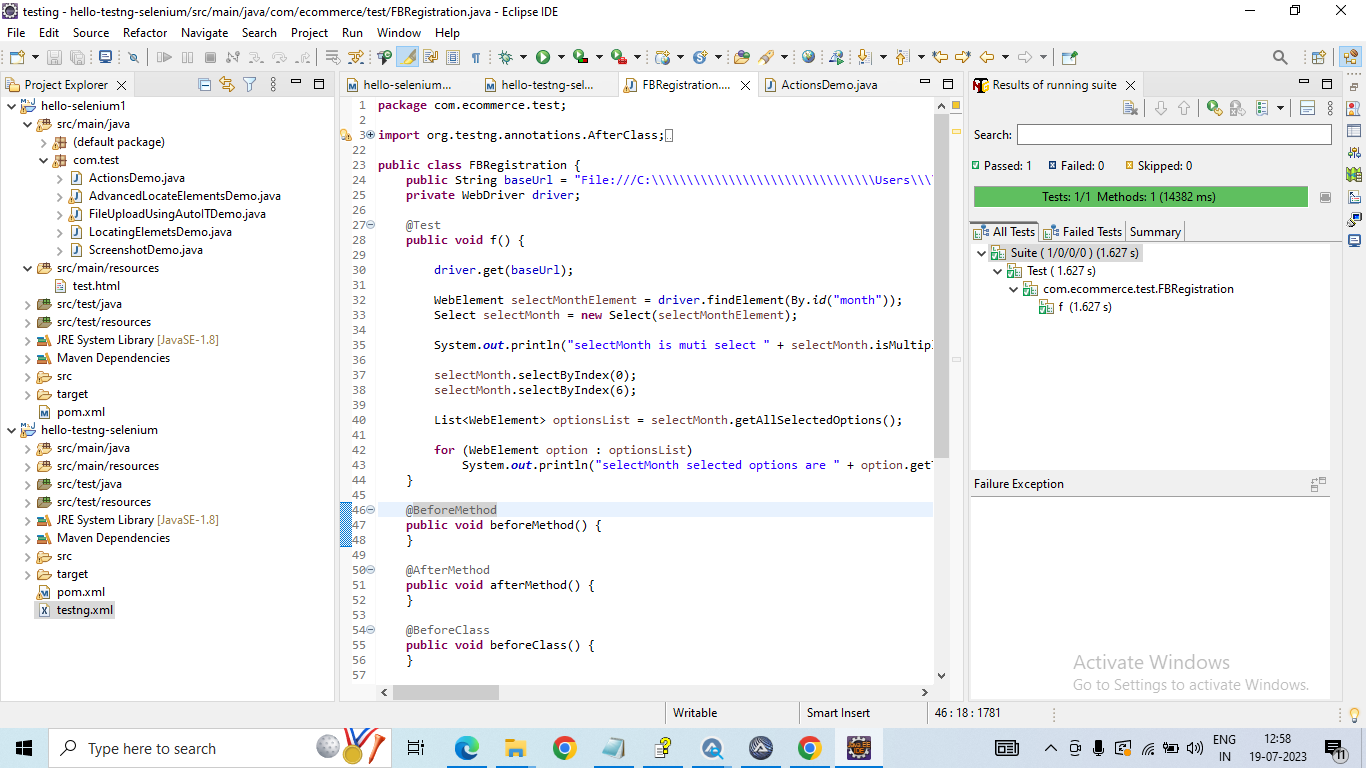 testing - hello-testng-selenium/src/main/java/com/ecommerce/test/FBRegistration.java - Eclipse IDE
File Edit Source Refactor Navigate Search Project Run Window Help
Project Explorer
hello-selenium1
src/main/java
(default package)
com.test
ActionsDemo.java
AdvancedLocateElementsDemo.java
FileUploadUsingAutoITDemo.java
LocatingElemetsDemo.java
ScreenshotDemo.java
src/main/resources
test.html
src/test/java
src/test/resources
JRE System Library [JavaSE-1.8]
Maven Dependencies
src
target
pom.xml
hello-testng-selenium
src/main/java
src/main/resources
src/test/java
src/test/resources
JRE System Library [JavaSE-1.8]
Maven Dependencies
src
target
pom.xml
testng.xml
hello-selenium... hello-testng-sel... FBRegistration.... ActionsDemo.java
1 package com.ecommerce.test;
2
3 import org.testng.annotations.AfterClass;
22
23 public class FBRegistration {
24 public String baseUrl = "File:///C:\\\\\\\\\\\\\\\\\\\\\\\\\\\\\\\\Users\\\
25 private WebDriver driver;
26
27 @Test
28 public void f() {
29
30 driver.get(baseUrl);
31
32 WebElement selectMonthElement = driver.findElement(By.id("month"));
33 Select selectMonth = new Select(selectMonthElement);
34
35 System.out.println("selectMonth is muti select " + selectMonth.isMultipl
36
37 selectMonth.selectByIndex(0);
38 selectMonth.selectByIndex(6);
39
40 List<WebElement> optionsList = selectMonth.getAllSelectedOptions();
41
42 for (WebElement option : optionsList)
43 System.out.println("selectMonth selected options are " + option.getT
44 }
45
46 @BeforeMethod
47 public void beforeMethod() {
48 }
49
50 @AfterMethod
51 public void afterMethod() {
52 }
53
54 @BeforeClass
55 public void beforeClass() {
56 }
57
Results of running suite
Search:
Passed: 1 Failed: 0 Skipped: 0
Tests: 1/1 Methods: 1 (14382 ms)
All Tests Failed Tests Summary
Suite ( 1/0/0/0 ) (1.627 s)
Test ( 1.627 s)
com.ecommerce.test.FBRegistration
f (1.627 s)
Failure Exception
Activate Windows
Go to Settings to activate Windows.
Writable Smart Insert 46 : 18 : 1781
Type here to search
ENG
IN
12:58
19-07-2023
11